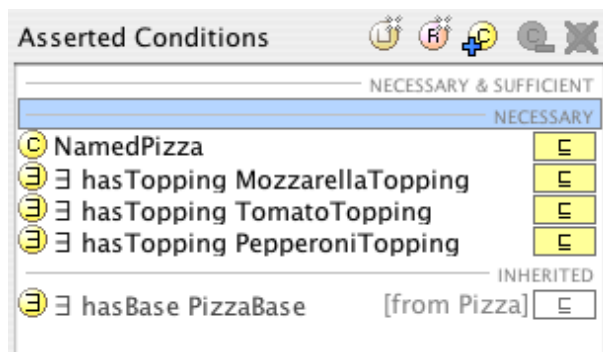 Asserted Conditions
NECESSARY & SUFFICIENT
NECESSARY
C NamedPizza ⊑
∃ ∃ hasTopping MozzarellaTopping ⊑
∃ ∃ hasTopping TomatoTopping ⊑
∃ ∃ hasTopping PepperoniTopping ⊑
INHERITED
∃ ∃ hasBase PizzaBase [from Pizza] ⊑